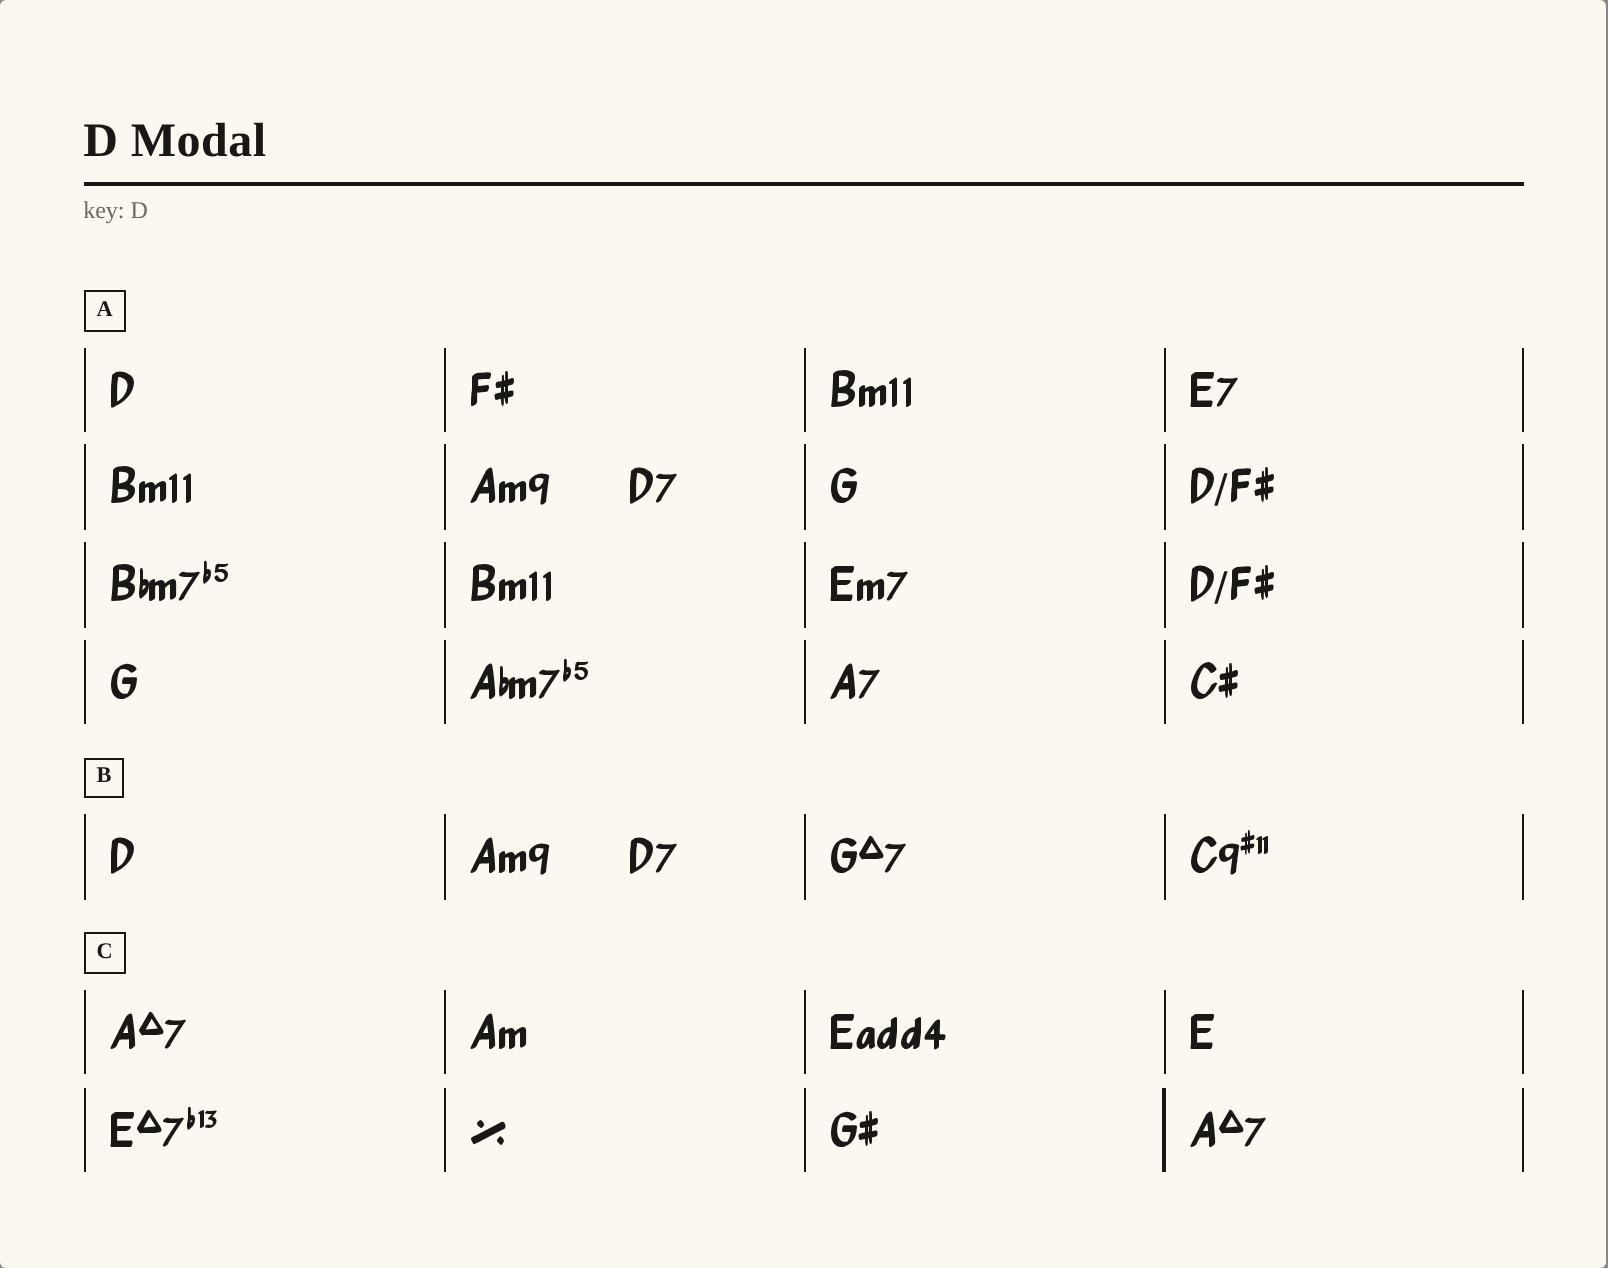 D Modal
key: D
A
D F♯ Bm11 E7
Bm11 Am9 D7 G D/F♯
B♭m7♭5 Bm11 Em7 D/F♯
G A♭m7♭5 A7 C♯
B
D Am9 D7 G△7 C9♯11
C
A△7 Am Eadd4 E
E△7♭13 𝄎 G♯ A△7